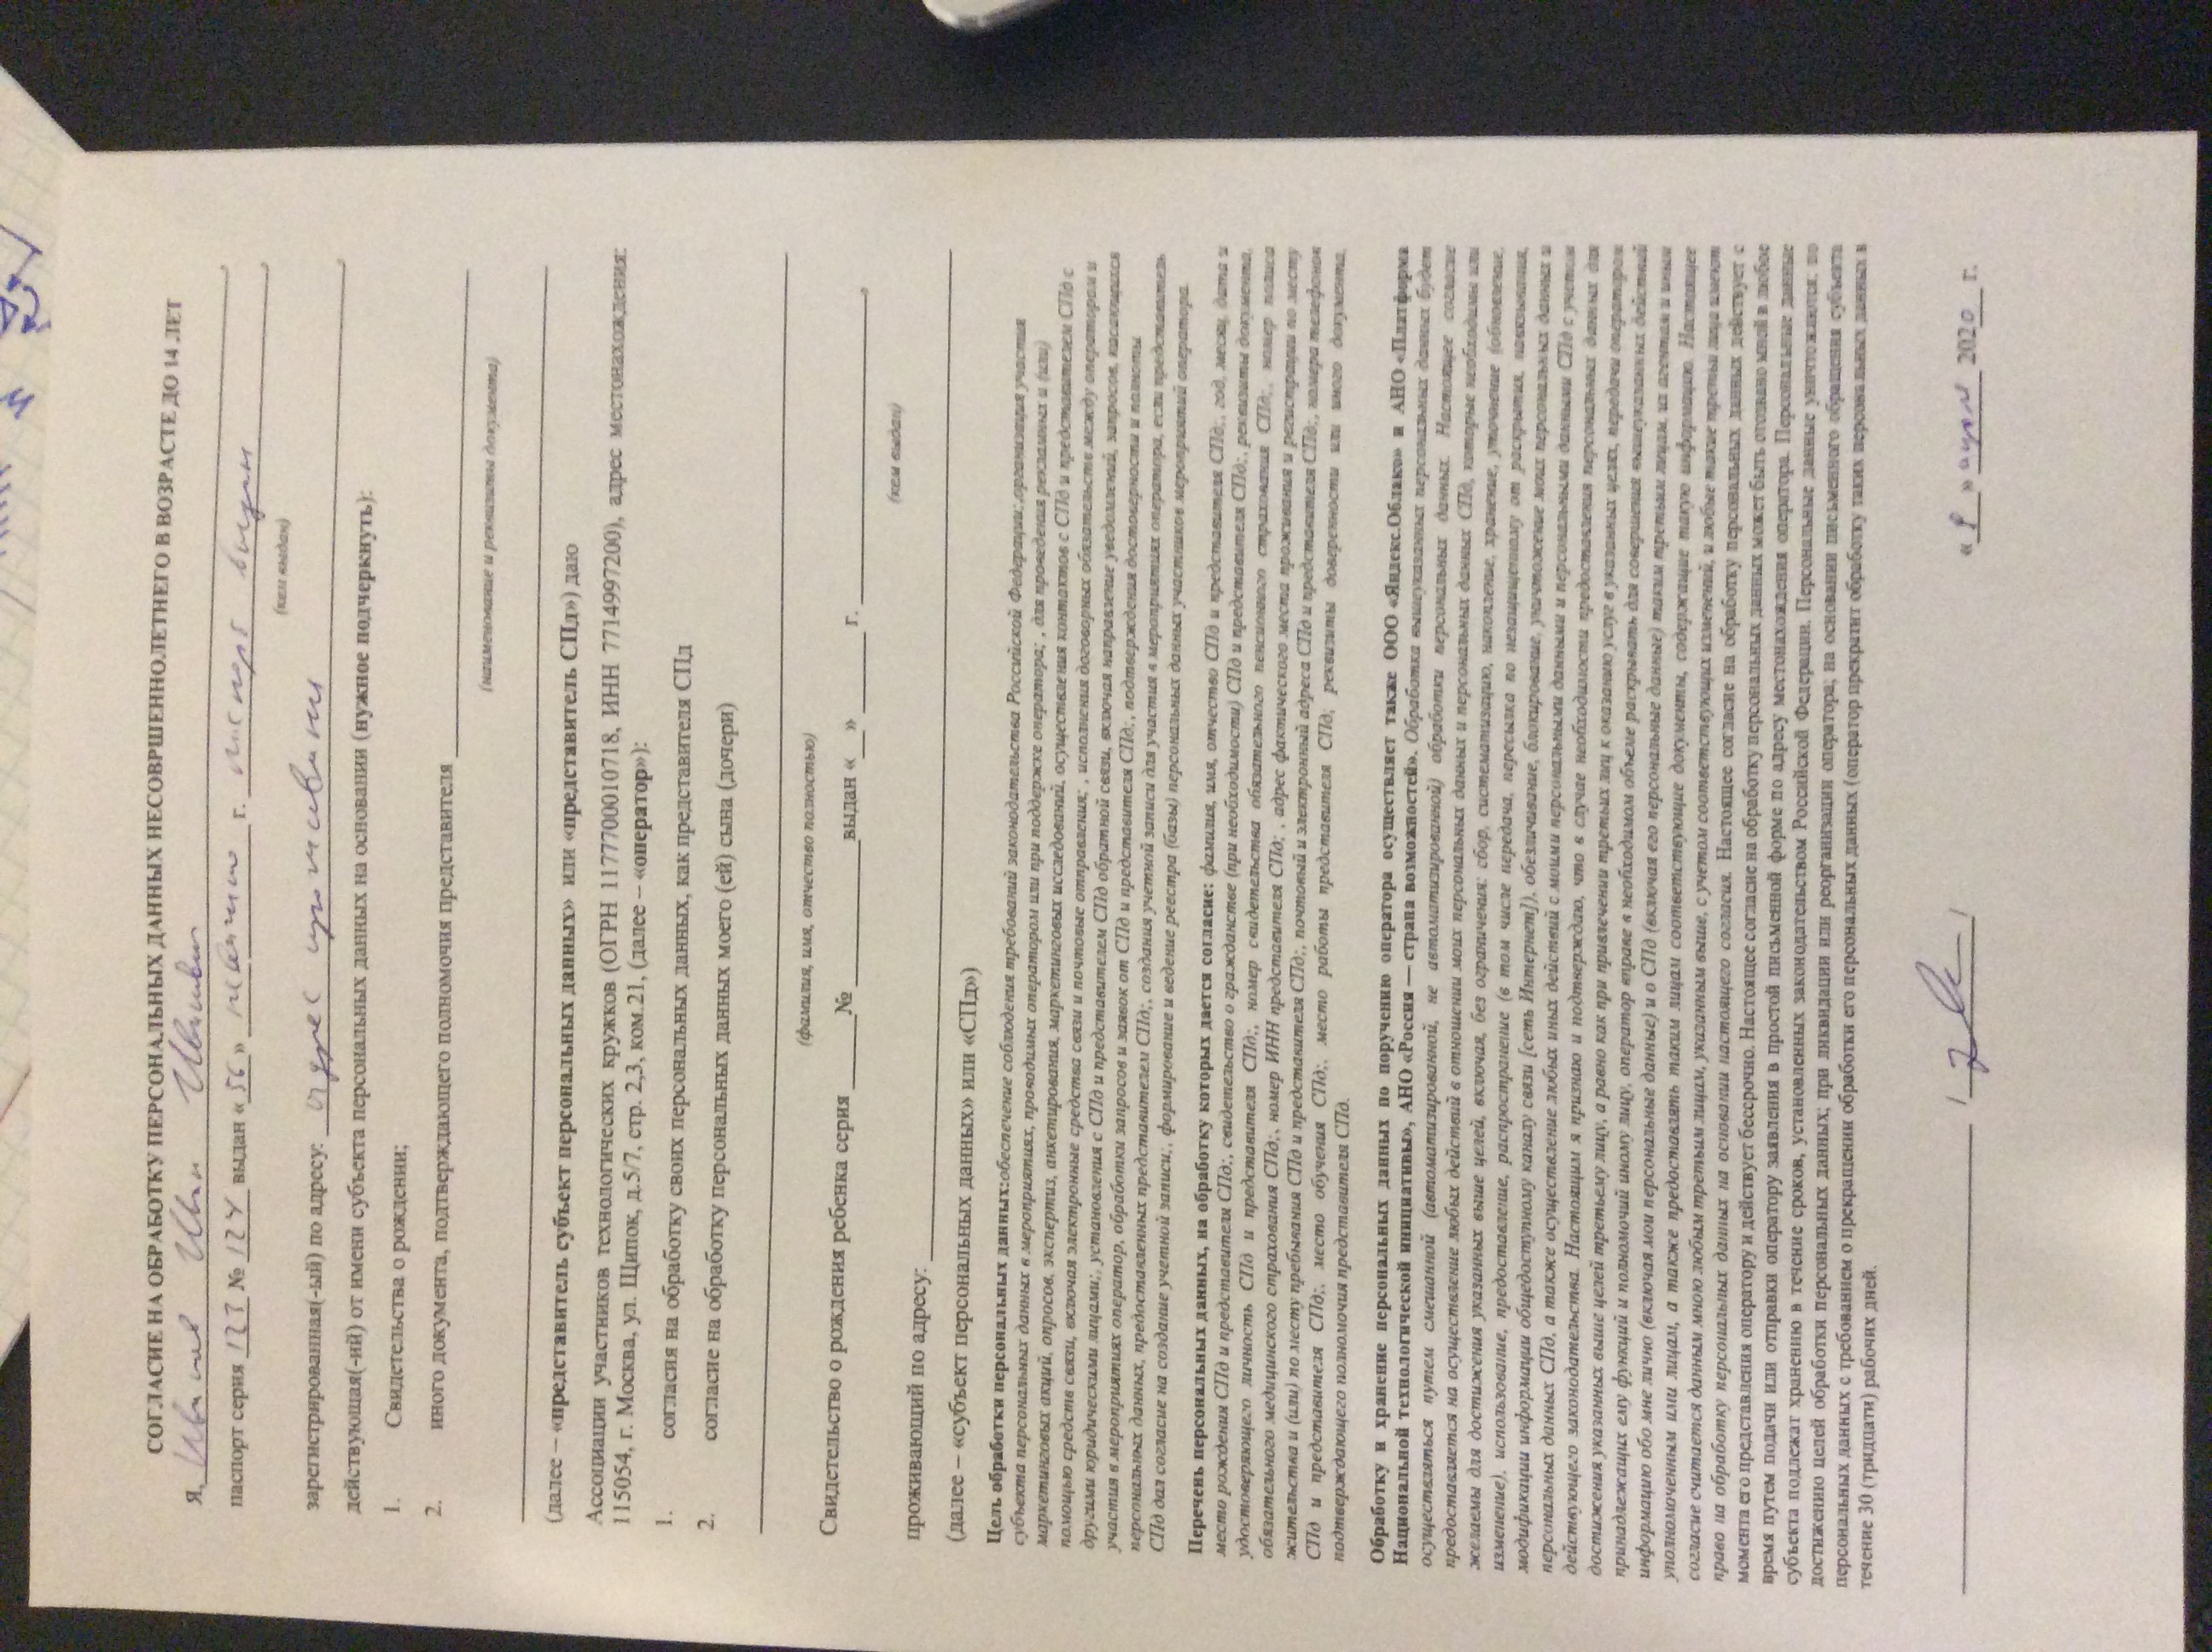 СОГЛАСИЕ НА ОБРАБОТКУ ПЕРСОНАЛЬНЫХ ДАННЫХ НЕСОВРШЕННОЛЕТНЕГО В ВОЗРАСТЕ ДО 14 ЛЕТ
Я, Иванов Иван Иванович,
паспорт серия 123 № 124 выдан «56» г. паспорт выдан,
(кем выдан)
зарегистрированная(-ый) по адресу: адрес проживания,
действующая(-ий) от имени субъекта персональных данных на основании (нужное подчеркнуть):
1. Свидетельства о рождении;
2. иного документа, подтверждающего полномочия представителя
(наименование и реквизиты документа)
(далее – «представитель субъект персональных данных» или «представитель СПд») даю
Ассоциации участников технологических кружков (ОГРН 1177700010718, ИНН 7714997200), адрес местонахождения:
115054, г. Москва, ул. Щипок, д.5/7, стр. 2,3, ком.21, (далее – «оператор»):
1. согласия на обработку своих персональных данных, как представителя СПд
2. согласие на обработку персональных данных моего (ей) сына (дочери)
(фамилия, имя, отчество полностью)
Свидетельство о рождения ребенка серия № выдан « » г. ,
(кем выдан)
проживающий по адресу:
(далее – «субъект персональных данных» или «СПд»)
Цель обработки персональных данных:обеспечение соблюдения требований законодательства Российской Федерации;,организация участия
субъекта персональных данных в мероприятиях, проводимых оператором или при поддержке оператора; , для проведения рекламных и (или)
маркетинговых акций, опросов, экспертиз, анкетирования, маркетинговых исследований, осуществления контактов с СПд и представителем СПд с
помощью средств связи, включая электронные средства связи и почтовые отправления; , исполнения договорных обязательств между оператором и
другими юридическими лицами;, установления с СПд и представителем СПд обратной связи, включая направление уведомлений, запросов, касающихся
участия в мероприятиях оператор, обработки запросов и заявок от СПд и представителя СПд;, подтверждения достоверности и полноты
персональных данных, предоставленных представителем СПд;, создания учетной записи для участия в мероприятиях оператора, если представитель
СПд дал согласие на создание учетной записи;, формирование и ведение реестра (базы) персональных данных участников мероприятий оператора.
Перечень персональных данных, на обработку которых дается согласие: фамилия, имя, отчество СПд и представителя СПд;, год, месяц, дата и
место рождения СПд и представителя СПд;, свидетельство о гражданстве (при необходимости) СПд и представителя СПд;, реквизиты документа,
удостоверяющего личность СПд и представителя СПд;, номер свидетельства обязательного пенсионного страхования СПд;, номер полиса
обязательного медицинского страхования СПд;, номер ИНН представителя СПд; , адрес фактического места проживания и регистрации по месту
жительства и (или) по месту пребывания СПд и представителя СПд;, почтовый и электронный адреса СПд и представителя СПд;, номера телефонов
СПд и представителя СПд;, место обучения СПд;, место работы представителя СПд; реквизиты доверенности или иного документа,
подтверждающего полномочия представителя СПд.
Обработку и хранение персональных данных по поручению оператора осуществляет также ООО «Яндекс.Облако» и АНО «Платформа
Национальной технологической инициативы», АНО «Россия — страна возможностей». Обработка вышеуказанных персональных данных будет
осуществляться путем смешанной (автоматизированной, не автоматизированной) обработки персональных данных. Настоящее согласие
предоставляется на осуществление любых действий в отношении моих персональных данных и персональных данных СПд, которые необходимы или
желаемы для достижения указанных выше целей, включая, без ограничения: сбор, систематизацию, накопление, хранение, уточнение (обновление,
изменение), использование, предоставление, распространение (в том числе передача, пересылка по незащищенному от раскрытия, навязывания,
модификации информации общедоступному каналу связи [сеть Интернет]), обезличивание, блокирование, уничтожение моих персональных данных и
персональных данных СПд, а также осуществление любых иных действий с моими персональными данными и персональными данными СПд с учетом
действующего законодательства. Настоящим я признаю и подтверждаю, что в случае необходимости предоставления персональных данных для
достижения указанных выше целей третьему лицу, а равно как при привлечении третьих лиц к оказанию услуг в указанных целях, передачи оператором
принадлежащих ему функций и полномочий иному лицу, оператор вправе в необходимом объеме раскрывать для совершения вышеуказанных действий
информацию обо мне лично (включая мои персональные данные) и о СПд (включая его персональные данные) таким третьим лицам, их агентам и иным
уполномоченным ими лицам, а также предоставлять таким лицам соответствующие документы, содержащие такую информацию. Настоящее
согласие считается данным мною любым третьим лицам, указанным выше, с учетом соответствующих изменений, и любые такие третьи лица имеют
право на обработку персональных данных на основании настоящего согласия. Настоящее согласие на обработку персональных данных действует с
момента его представления оператору и действует бессрочно. Настоящее согласие на обработку персональных данных может быть отозвано мной в любое
время путем подачи или отправки оператору заявления в простой письменной форме по адресу местонахождения оператора. Персональные данные
субъекта подлежат хранению в течение сроков, установленных законодательством Российской Федерации. Персональные данные уничтожаются: по
достижению целей обработки персональных данных; при ликвидации или реорганизации оператора; на основании письменного обращения субъекта
персональных данных с требованием о прекращении обработки его персональных данных (оператор прекратит обработку таких персональных данных в
течение 30 (тридцати) рабочих дней.
« » 2020 г.